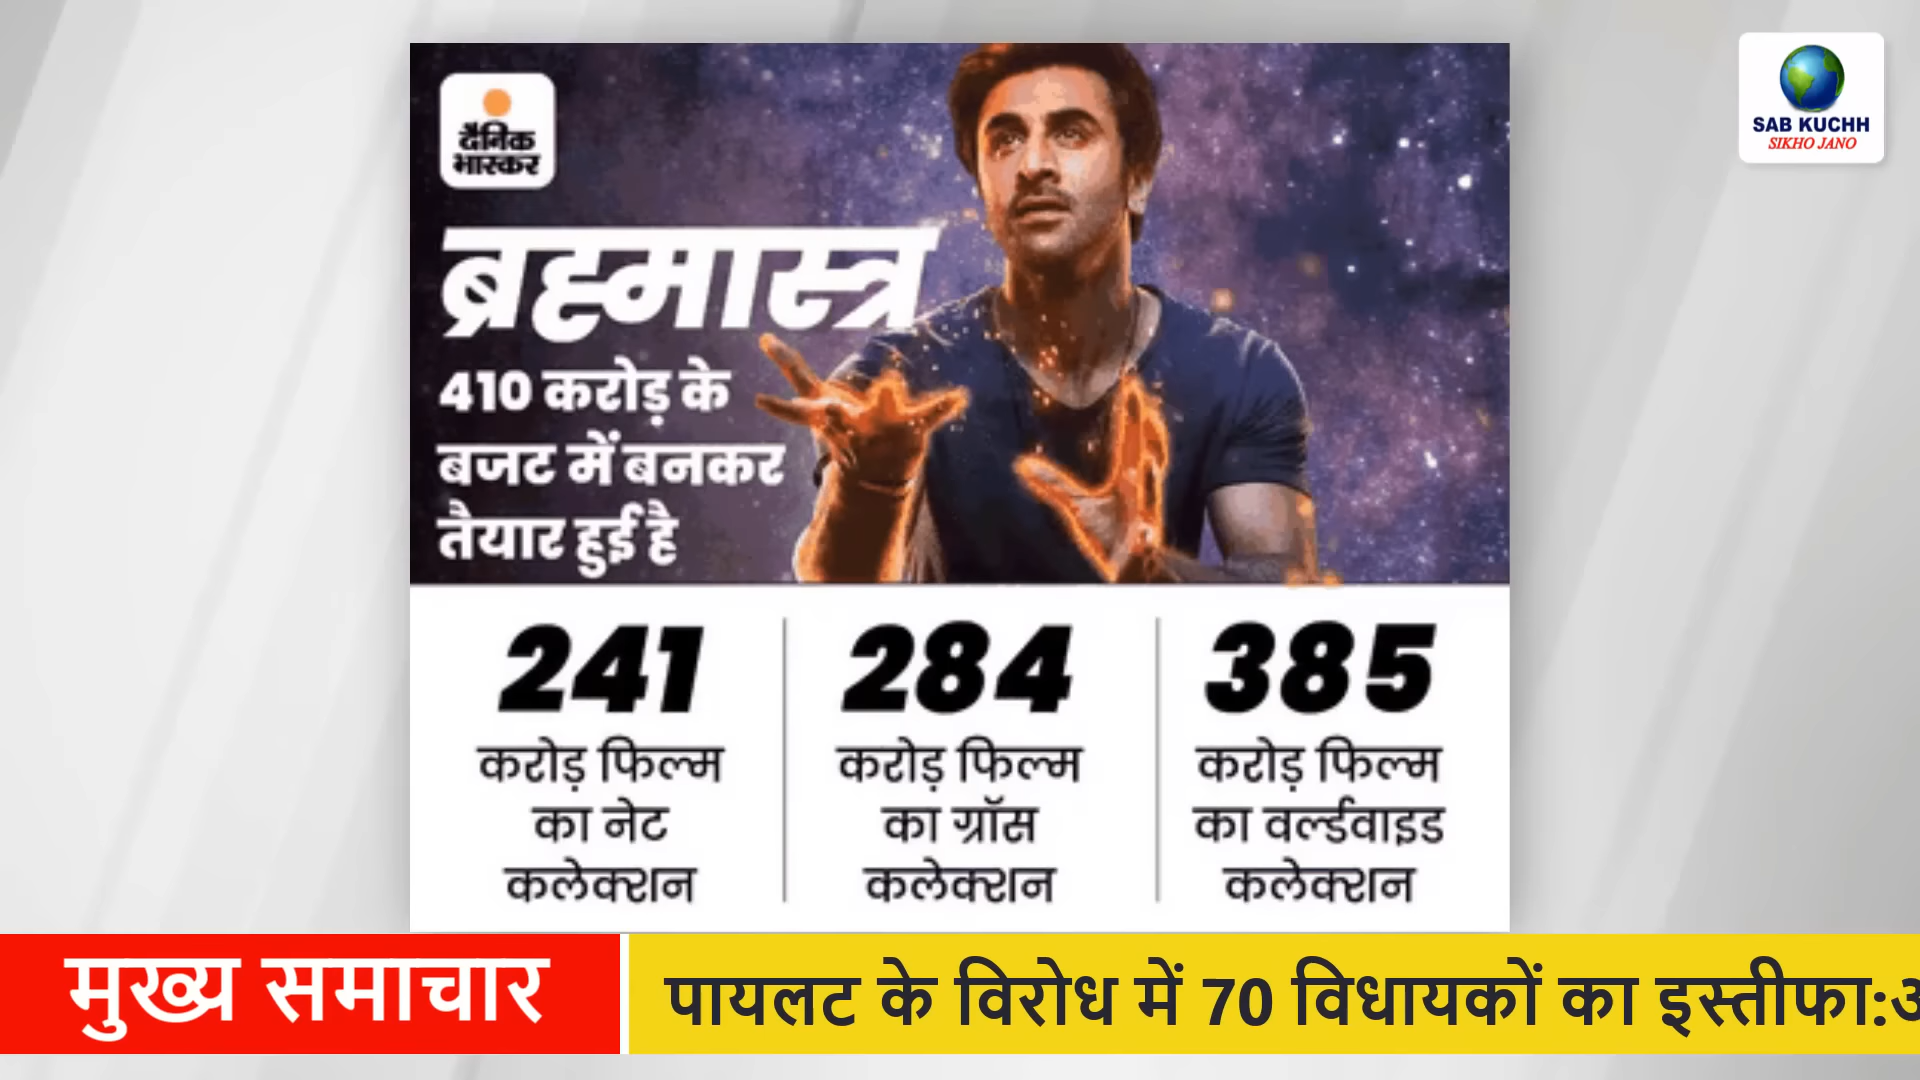 दैनिक
भास्कर
SAB KUCHH
SIKHO JANO
ब्रह्मास्त्र
410 करोड़ के
बजट में बनकर
तैयार हुई है
241
करोड़ फिल्म
का नेट
कलेक्शन
284
करोड़ फिल्म
का ग्रॉस
कलेक्शन
385
करोड़ फिल्म
का वर्ल्डवाइड
कलेक्शन
मुख्य समाचार
पायलट के विरोध में 70 विधायकों का इस्तीफा: